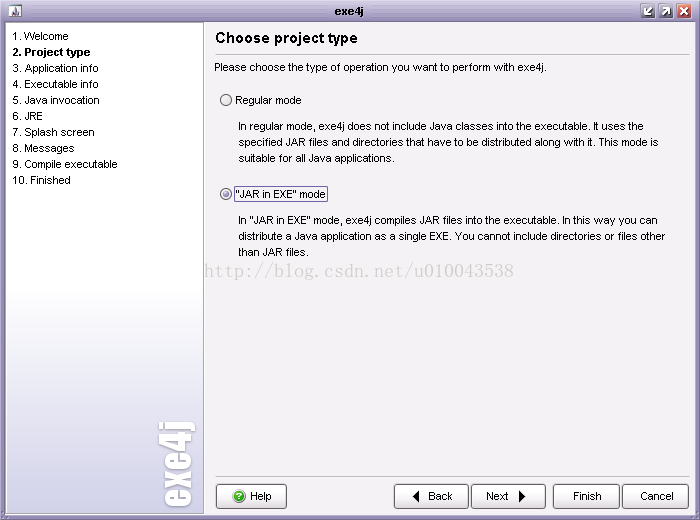 exe4j
1. Welcome
2. Project type
3. Application info
4. Executable info
5. Java invocation
6. JRE
7. Splash screen
8. Messages
9. Compile executable
10. Finished
exe4j
Choose project type
Please choose the type of operation you want to perform with exe4j.
Regular mode
In regular mode, exe4j does not include Java classes into the executable. It uses the
specified JAR files and directories that have to be distributed along with it. This mode is
suitable for all Java applications.
"JAR in EXE" mode
In "JAR in EXE" mode, exe4j compiles JAR files into the executable. In this way you can
distribute a Java application as a single EXE. You cannot include directories or files other
than JAR files.
http://blog.csdn.net/u010043538
Help
Back
Next
Finish
Cancel